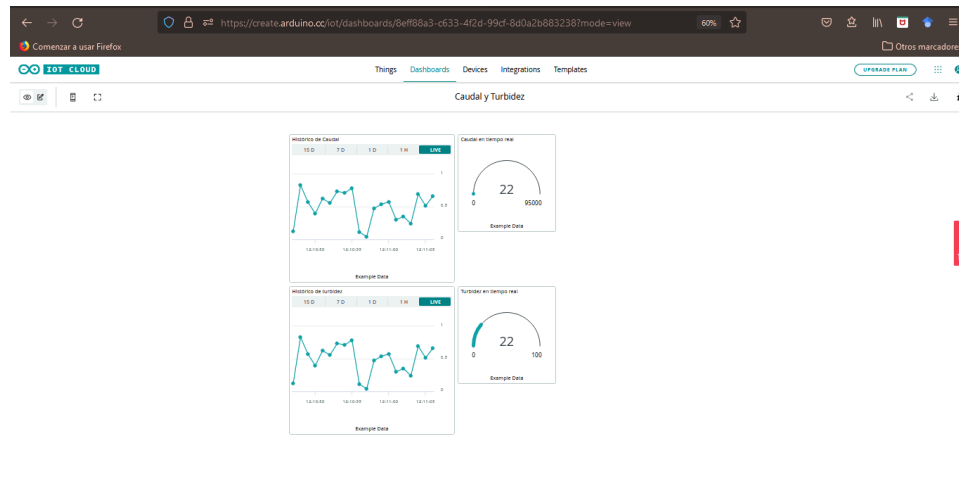 https://create.arduino.cc/iot/dashboards/8eff88a3-c633-4f2d-99cf-8d0a2b883238?mode=view
60%
Comenzar a usar Firefox
Otros marcadores
IOT CLOUD
Things Dashboards Devices Integrations Templates
UPGRADE PLAN
Caudal y Turbidez
Histórico de Caudal
15 D 7 D 1 D 1 H LIVE
1
0.5
0
Example Data
Caudal en tiempo real
22
0 95000
Example Data
Histórico de turbidez
15 D 7 D 1 D 1 H LIVE
1
0.5
0
Example Data
Turbidez en tiempo real
22
0 100
Example Data